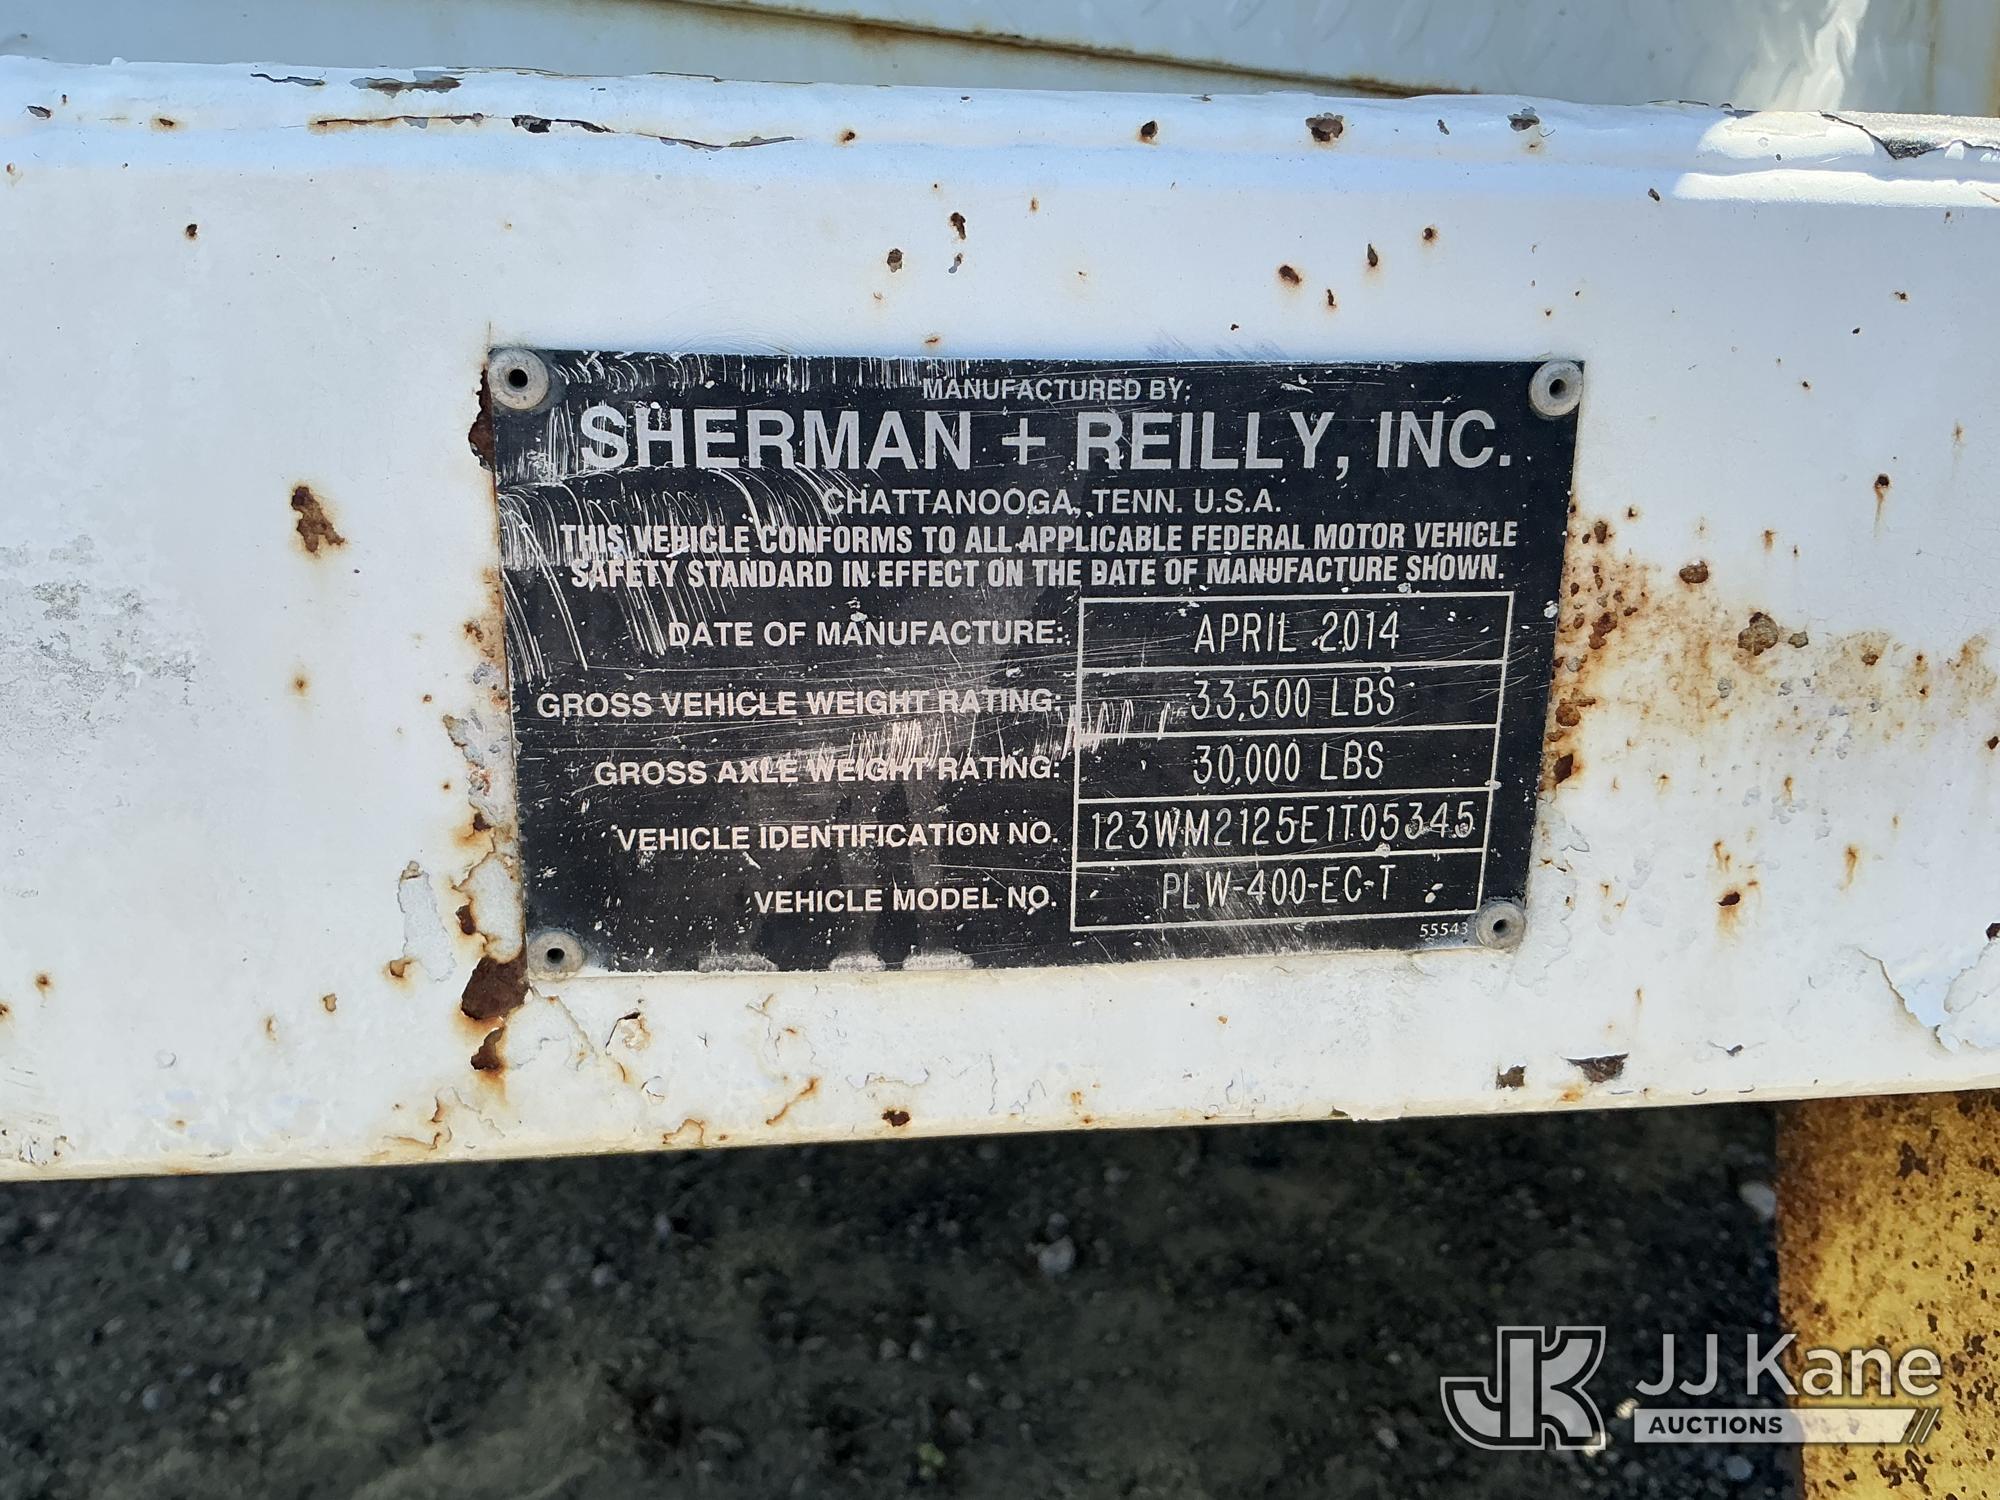 MANUFACTURED BY:
SHERMAN + REILLY, INC.
CHATTANOOGA, TENN. U.S.A.
THIS VEHICLE CONFORMS TO ALL APPLICABLE FEDERAL MOTOR VEHICLE
SAFETY STANDARD IN EFFECT ON THE DATE OF MANUFACTURE SHOWN.
DATE OF MANUFACTURE: APRIL 2014
GROSS VEHICLE WEIGHT RATING: 33,500 LBS
GROSS AXLE WEIGHT RATING: 30,000 LBS
VEHICLE IDENTIFICATION NO. 123WM2125E1T05345
VEHICLE MODEL NO. PLW-400-EC-T
55543
JK JJ Kane
AUCTIONS